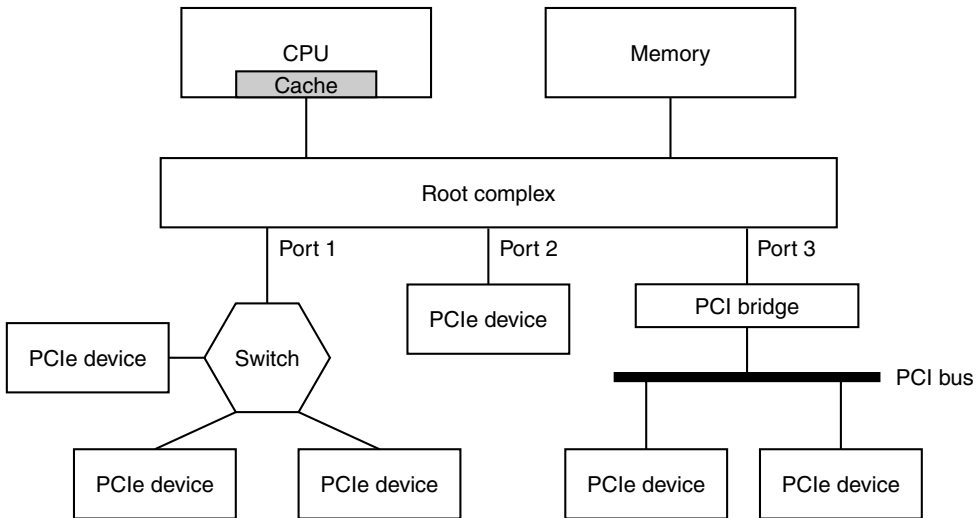 CPU
Cache
Memory
Root complex
Port 1
Port 2
Port 3
PCIe device
PCI bridge
PCIe device
Switch
PCI bus
PCIe device
PCIe device
PCIe device
PCIe device